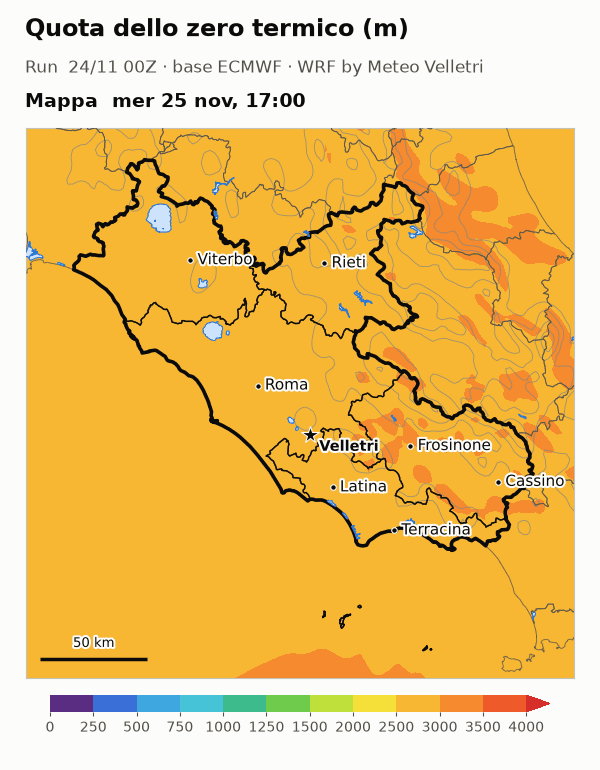 Quota dello zero termico (m)
Run  24/11 00Z · base ECMWF · WRF by Meteo Velletri
Mappa  mer 25 nov, 17:00
Viterbo
Rieti
Roma
Velletri
Frosinone
Cassino
Latina
Terracina
50 km
0 250 500 750 1000 1250 1500 2000 2500 3000 3500 4000